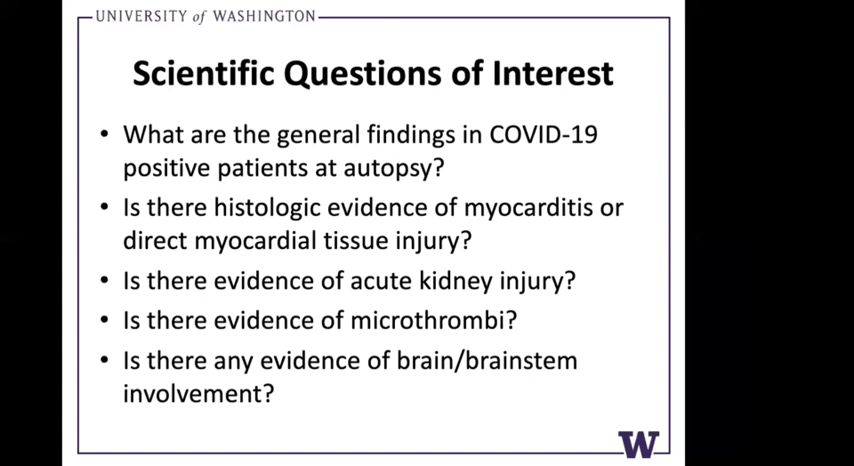 UNIVERSITY of WASHINGTON
Scientific Questions of Interest
• What are the general findings in COVID-19
positive patients at autopsy?
• Is there histologic evidence of myocarditis or
direct myocardial tissue injury?
• Is there evidence of acute kidney injury?
• Is there evidence of microthrombi?
• Is there any evidence of brain/brainstem
involvement?
W